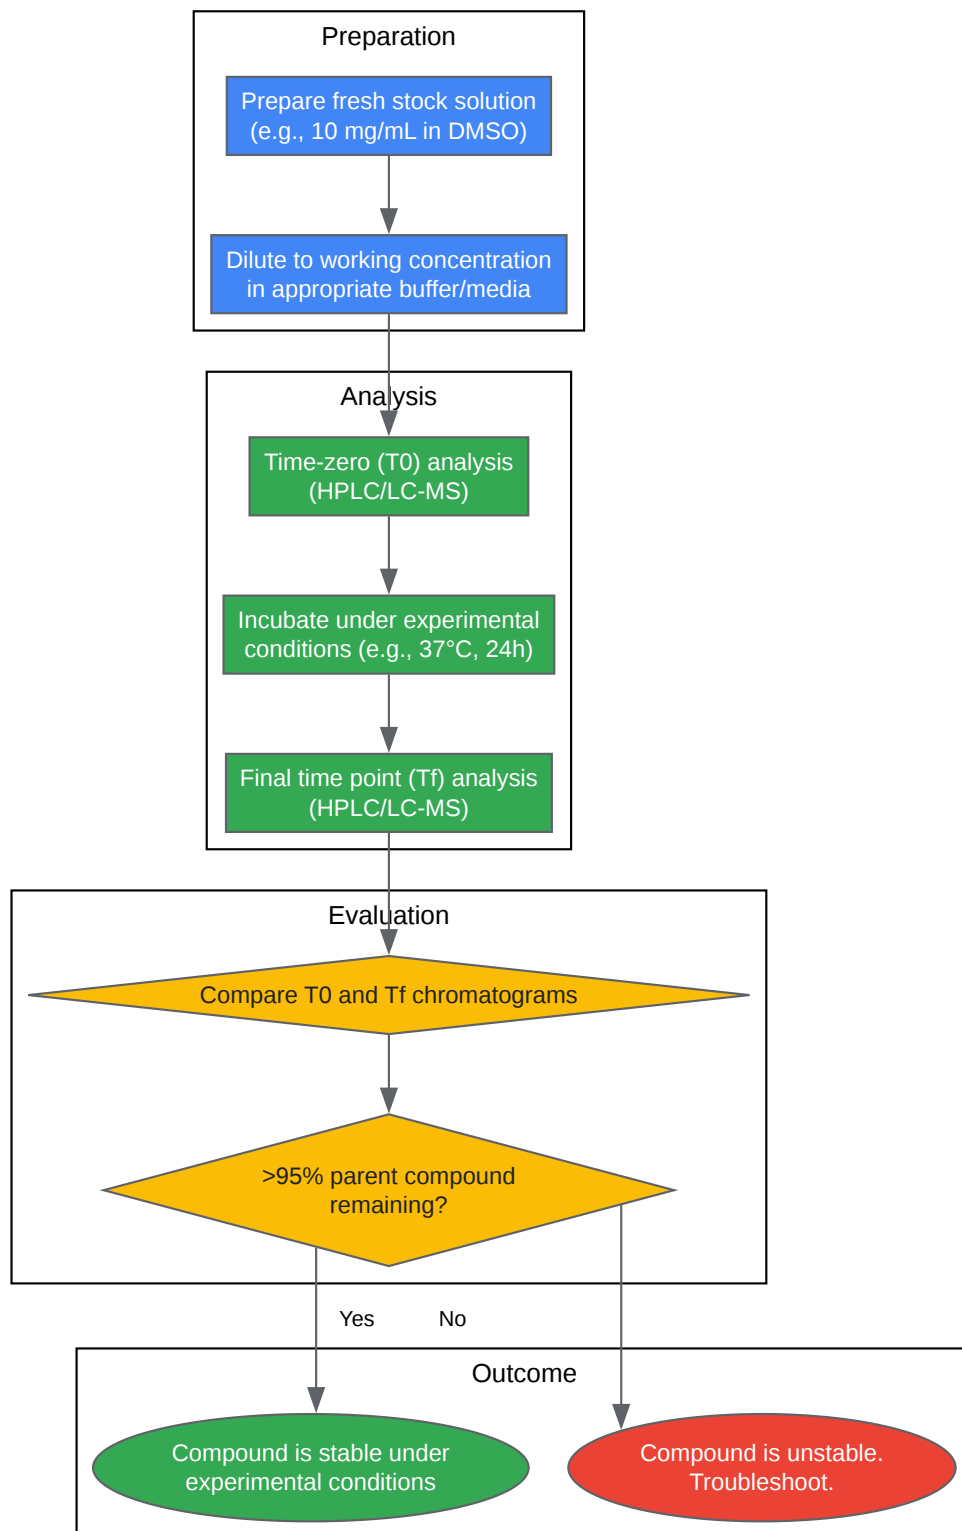 Preparation
Prepare fresh stock solution
(e.g., 10 mg/mL in DMSO)
Dilute to working concentration
in appropriate buffer/media
Analysis
Time-zero (T0) analysis
(HPLC/LC-MS)
Incubate under experimental
conditions (e.g., 37°C, 24h)
Final time point (Tf) analysis
(HPLC/LC-MS)
Evaluation
Compare T0 and Tf chromatograms
>95% parent compound
remaining?
Yes
No
Outcome
Compound is stable under
experimental conditions
Compound is unstable.
Troubleshoot.